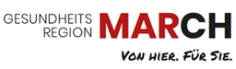 GESUNDHEITS
REGION MARCH
VON HIER. FÜR SIE.